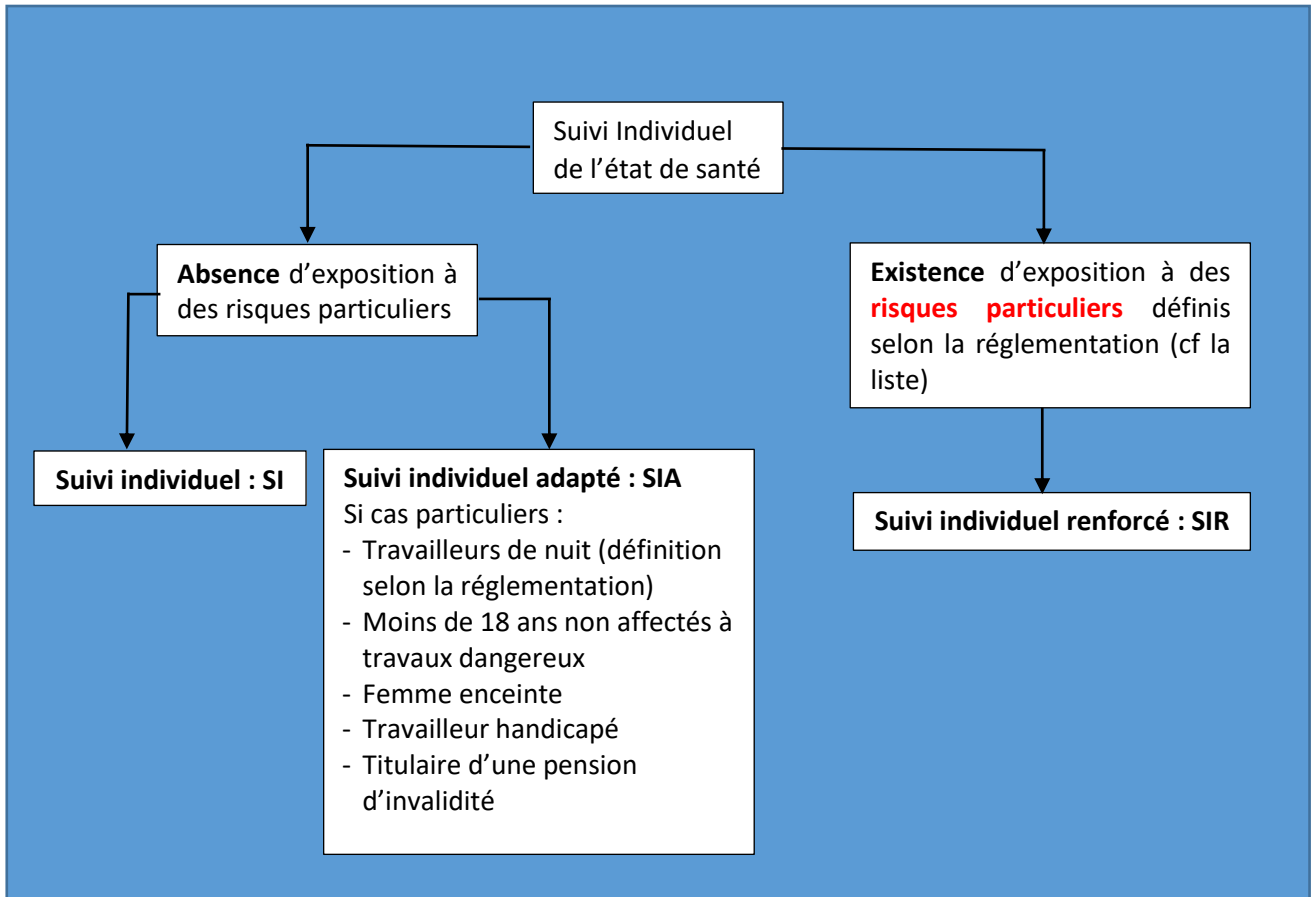 Suivi Individuel
de l’état de santé
Absence d’exposition à
des risques particuliers
Existence d’exposition à des
risques particuliers définis
selon la réglementation (cf la
liste)
Suivi individuel : SI
Suivi individuel adapté : SIA
Si cas particuliers :
- Travailleurs de nuit (définition
selon la réglementation)
- Moins de 18 ans non affectés à
travaux dangereux
- Femme enceinte
- Travailleur handicapé
- Titulaire d’une pension
d’invalidité
Suivi individuel renforcé : SIR